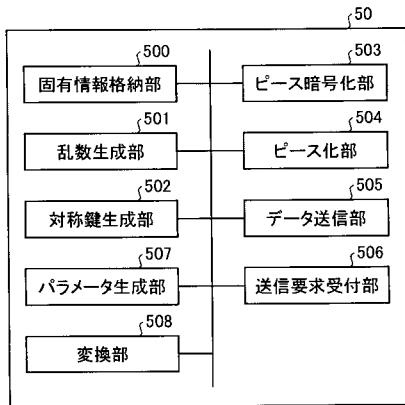 50
500
固有情報格納部
503
ピース暗号化部
501
乱数生成部
504
ピース化部
502
対称鍵生成部
505
データ送信部
507
パラメータ生成部
506
送信要求受付部
508
変換部